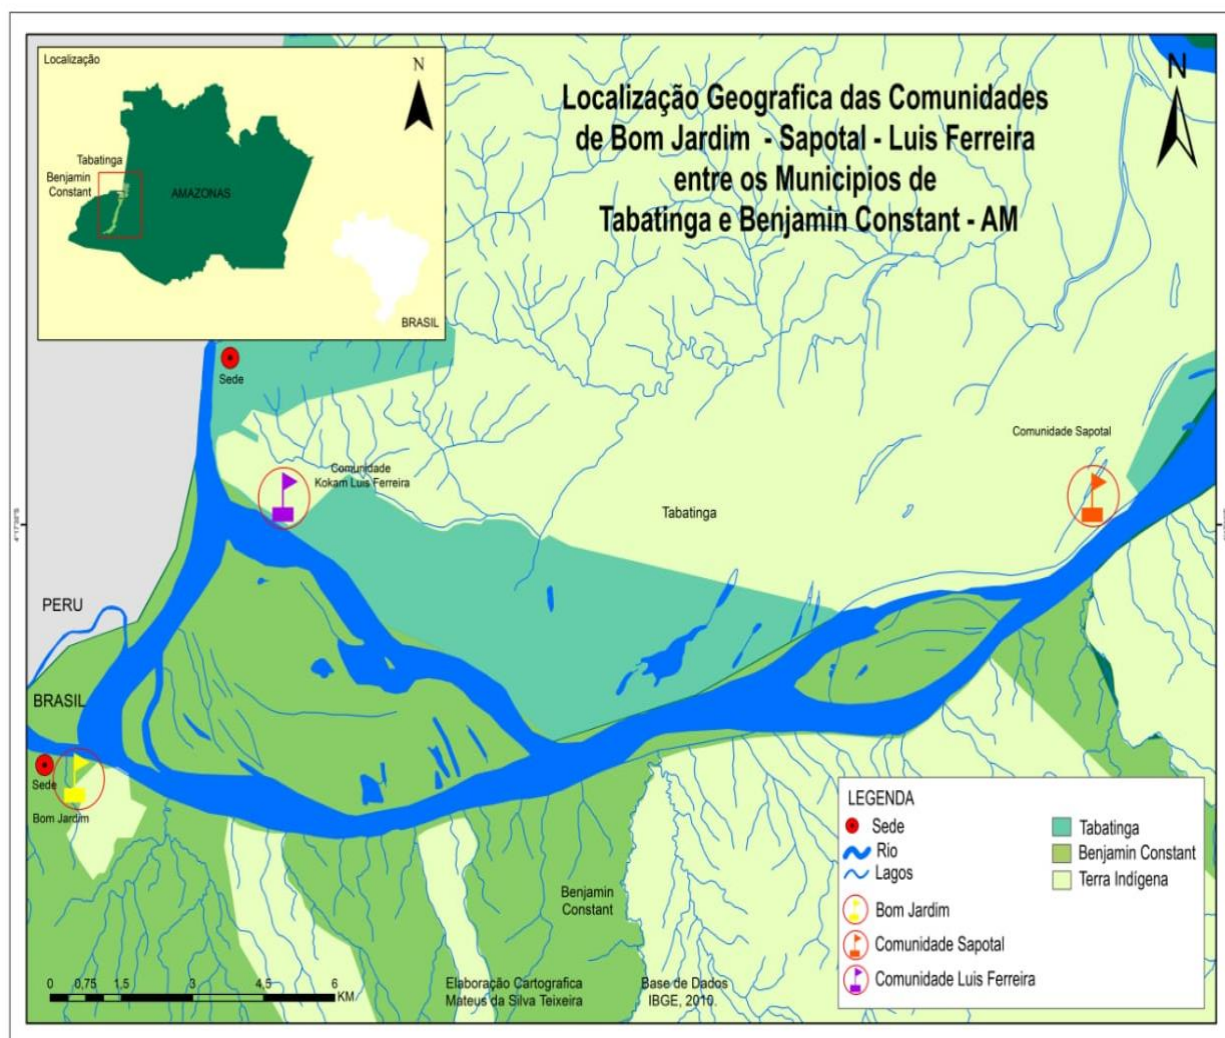 Localização
N
Tabatinga
Benjamin
Constant
AMAZONAS
BRASIL
Localização Geografica das Comunidades
de Bom Jardim - Sapotal - Luis Ferreira
entre os Municipios de
Tabatinga e Benjamin Constant - AM
N
Sede
Comunidade
Kokam Luis Ferreira
Comunidade Sapotal
Tabatinga
PERU
BRASIL
Sede
Bom Jardim
Benjamin
Constant
LEGENDA
Sede
Rio
Lagos
Bom Jardim
Comunidade Sapotal
Comunidade Luis Ferreira
Tabatinga
Benjamin Constant
Terra Indígena
0 0,75 1,5 3 4,5 6
KM
Elaboração Cartografica
Mateus da Silva Teixeira
Base de Dados
IBGE, 2010.